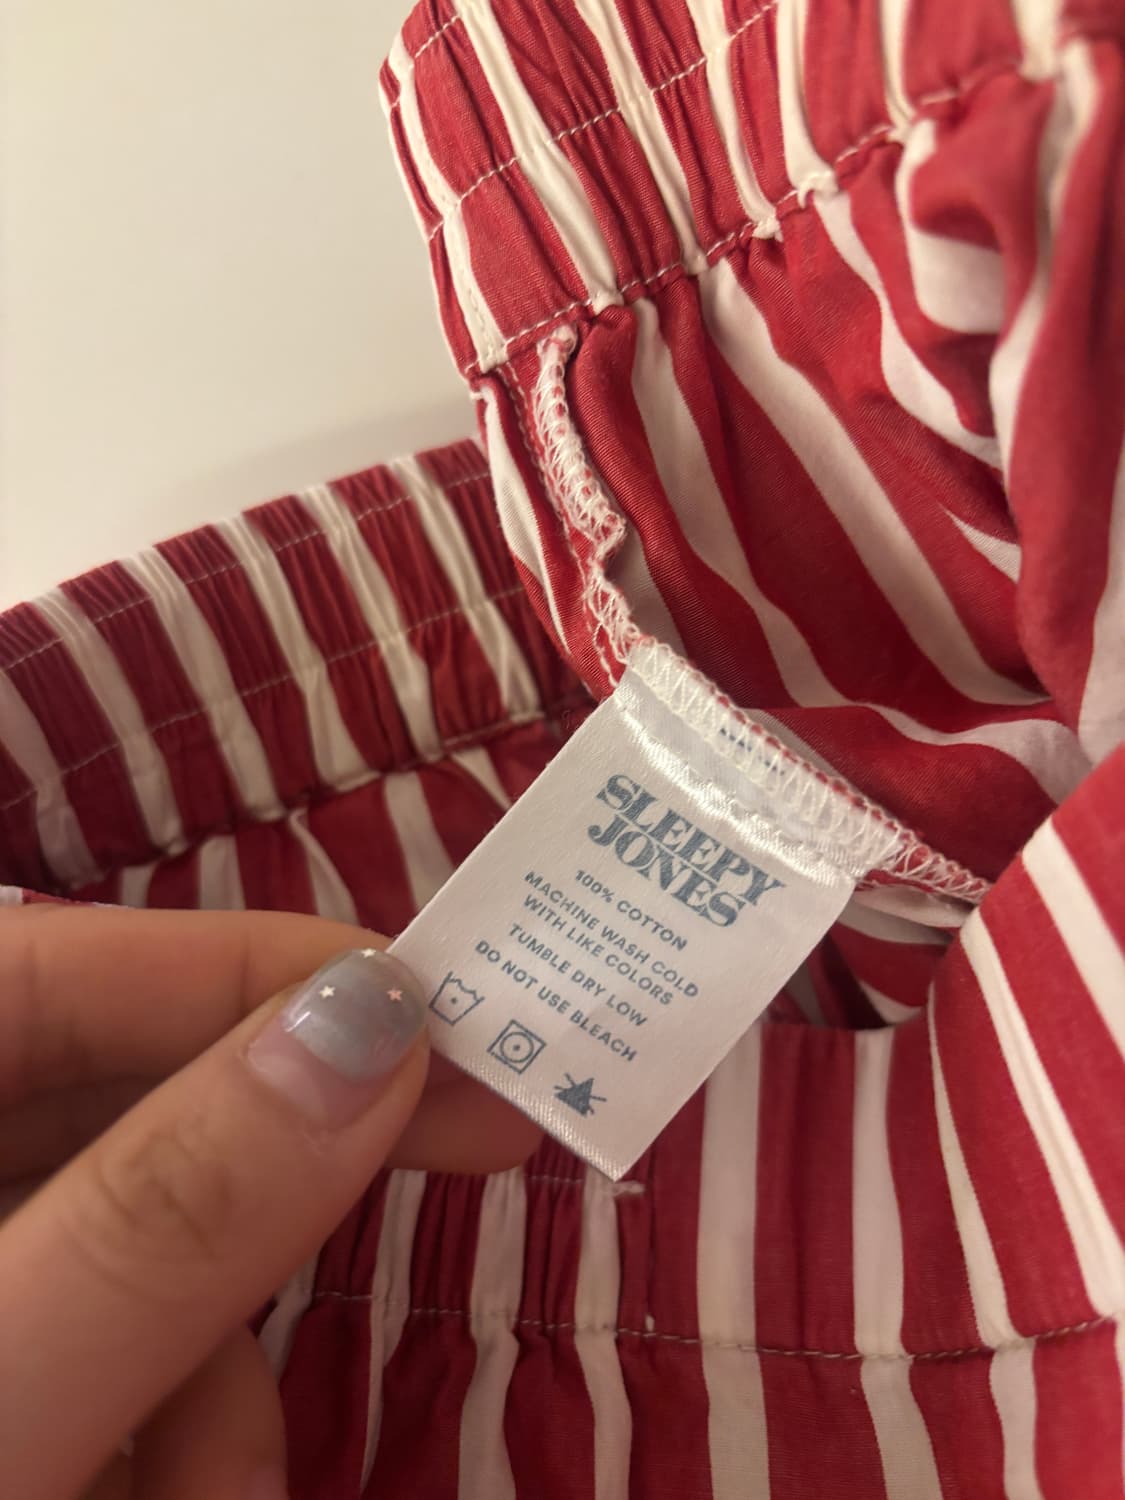 SLEEPY
JONES
100% COTTON
MACHINE WASH COLD
WITH LIKE COLORS
TUMBLE DRY LOW
DO NOT USE BLEACH